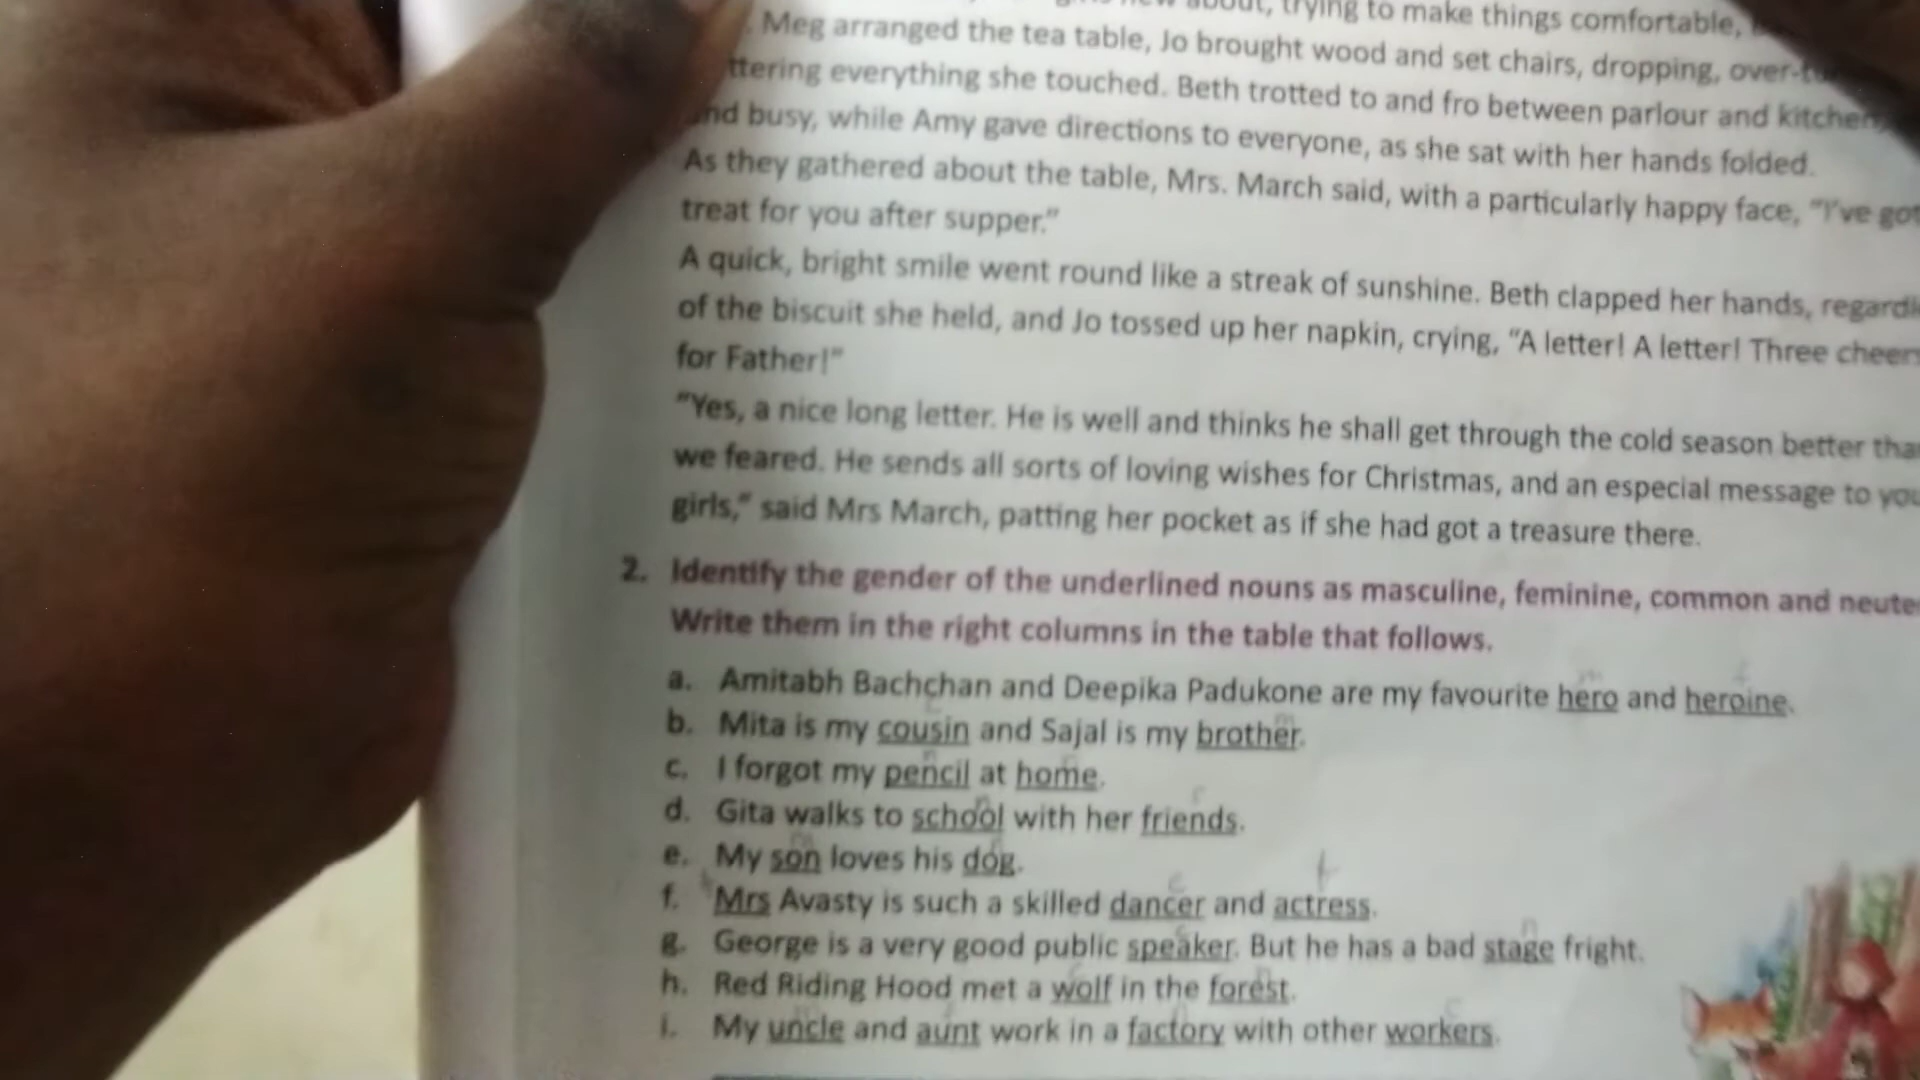 about, trying to make things comfortable,
Meg arranged the tea table, Jo brought wood and set chairs, dropping,
everything she touched. Beth trotted to and fro between parlour and kitchen,
busy, while Amy gave directions to everyone, as she sat with her hands folded.
As they gathered about the table, Mrs. March said, with a particularly happy face, "I've got
treat for you after supper."
A quick, bright smile went round like a streak of sunshine. Beth clapped her hands,
of the biscuit she held, and Jo tossed up her napkin, crying, "A letter! A letter! Three cheers
for Father!"
"Yes, a nice long letter. He is well and thinks he shall get through the cold season better than
we feared. He sends all sorts of loving wishes for Christmas, and an especial message to you
girls," said Mrs March, patting her pocket as if she had got a treasure there.
2. Identify the gender of the underlined nouns as masculine, feminine, common and
Write them in the right columns in the table that follows.
a. Amitabh Bachchan and Deepika Padukone are my favourite hero and heroine.
b. Mita is my cousin and Sajal is my brother.
c. I forgot my pencil at home.
d. Gita walks to school with her friends.
e. My son loves his dog.
f. Mrs Avasty is such a skilled dancer and actress.
g. George is a very good public speaker. But he has a bad stage fright.
h. Red Riding Hood met a wolf in the forest.
i. My uncle and aunt work in a factory with other workers.